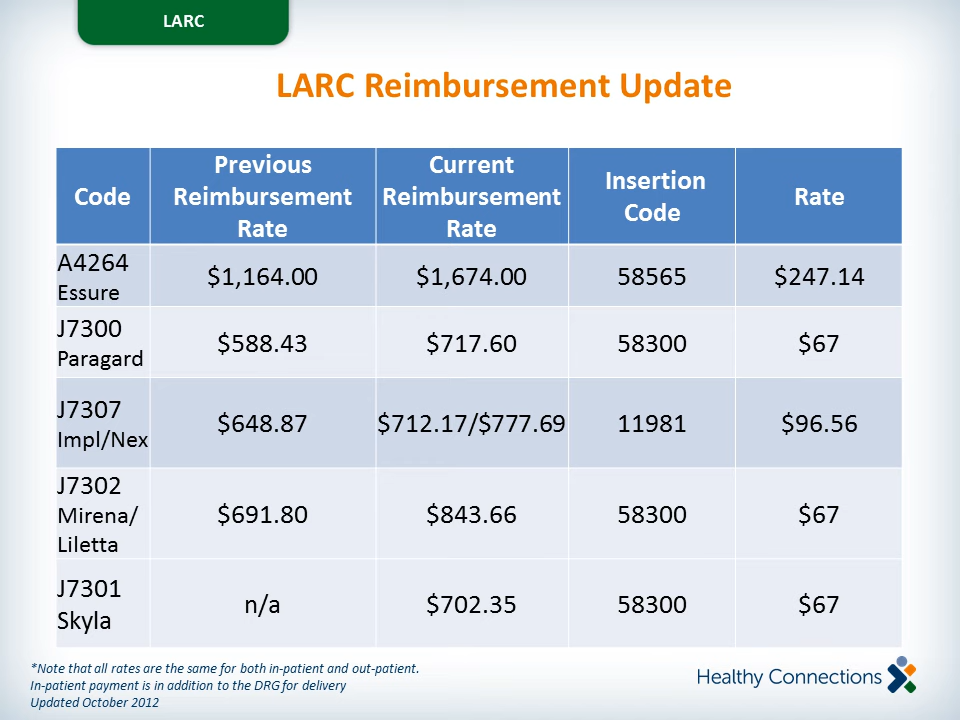 LARC
LARC Reimbursement Update
Code
Previous
Reimbursement
Rate
Current
Reimbursement
Rate
Insertion
Code
Rate
A4264
Essure
$1,164.00
$1,674.00
58565
$247.14
J7300
Paragard
$588.43
$717.60
58300
$67
J7307
Impl/Nex
$648.87
$712.17/$777.69
11981
$96.56
J7302
Mirena/
Liletta
$691.80
$843.66
58300
$67
J7301
Skyla
n/a
$702.35
58300
$67
*Note that all rates are the same for both in-patient and out-patient.
In-patient payment is in addition to the DRG for delivery
Updated October 2012
Healthy Connections